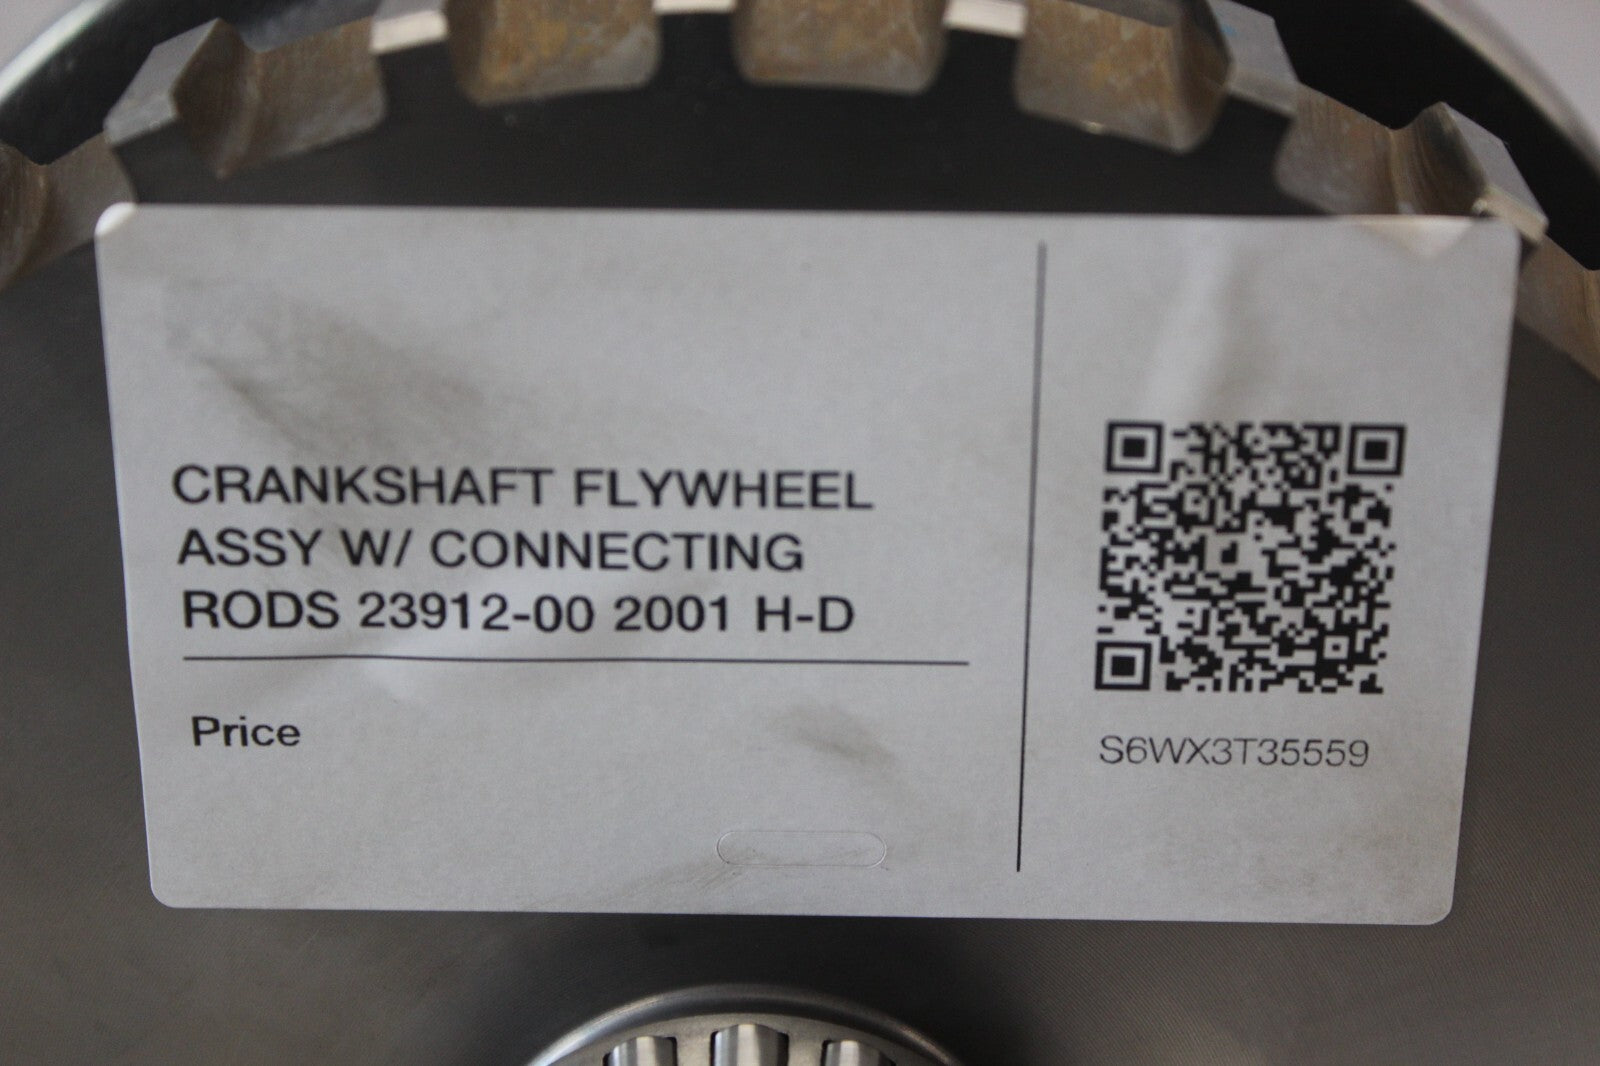 CRANKSHAFT FLYWHEEL
ASSY W/ CONNECTING
RODS 23912-00 2001 H-D
Price
S6WX3T35559